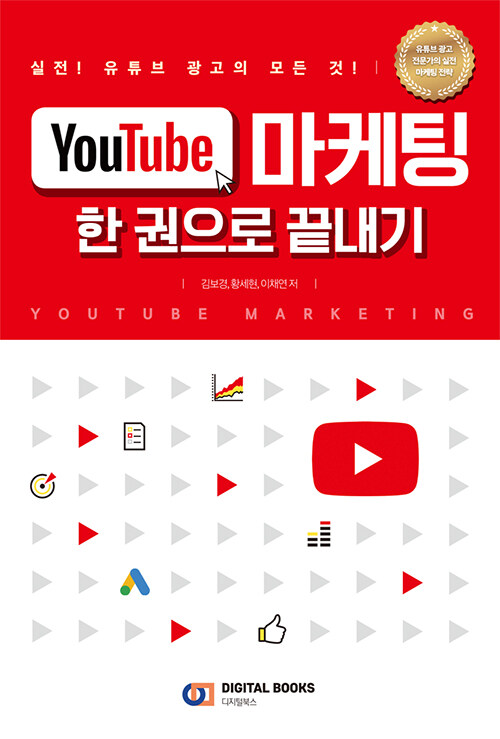 실전! 유튜브 광고의 모든 것!
유튜브 광고
전문가의 실전
마케팅 전략
YouTube 마케팅
한 권으로 끝내기
김보경, 황세현, 이채연 저
YOUTUBE MARKETING
DIGITAL BOOKS
디지털북스